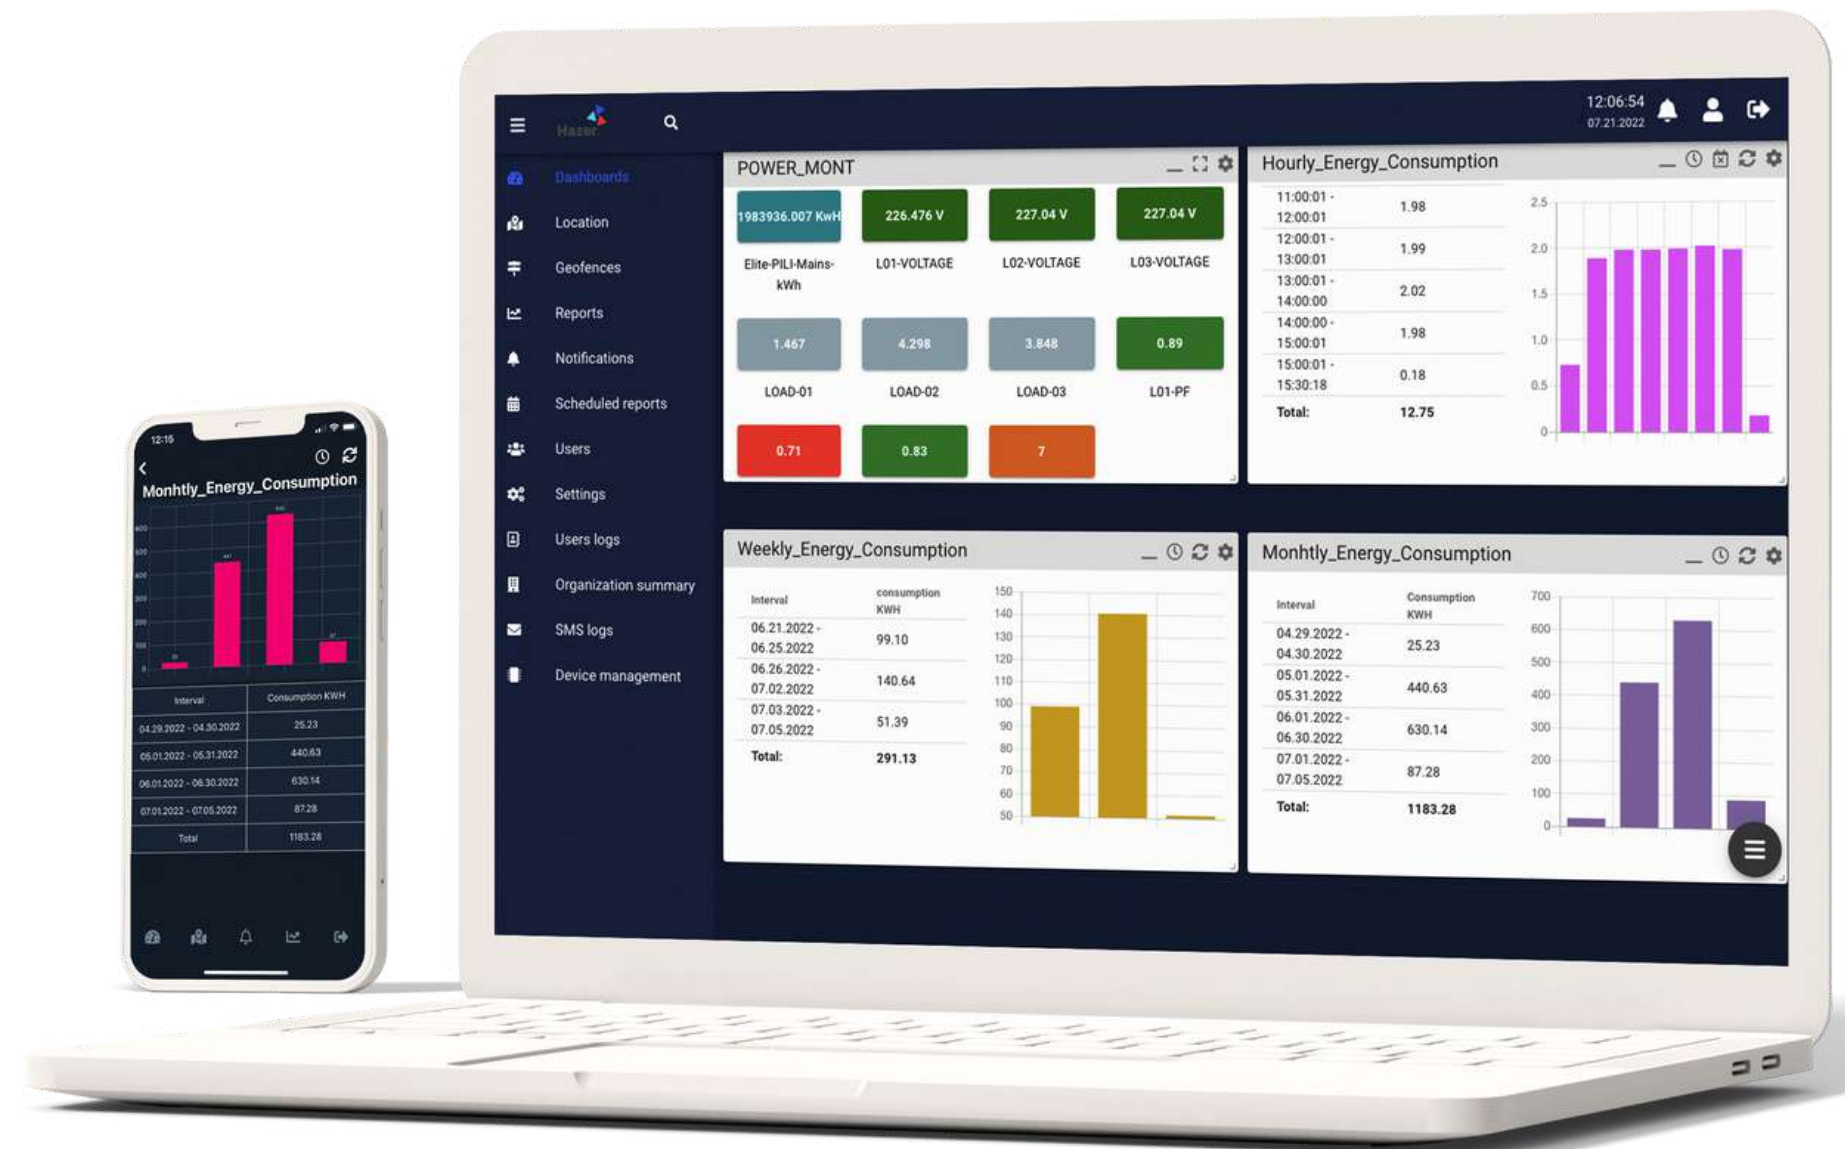 12:15
Monhtly_Energy_Consumption
600
500
400
300
200
100
0
Interval Consumption KWH
04.29.2022 - 04.30.2022 25.23
05.01.2022 - 05.31.2022 440.63
06.01.2022 - 06.30.2022 630.14
07.01.2022 - 07.05.2022 87.28
Total 1183.28
Hazer
12:06:54
07.21.2022
Dashboards
Location
Geofences
Reports
Notifications
Scheduled reports
Users
Settings
Users logs
Organization summary
SMS logs
Device management
POWER_MONT
1983936.007 KwH 226.476 V 227.04 V 227.04 V
Elite-PILI-Mains- L01-VOLTAGE L02-VOLTAGE L03-VOLTAGE
kWh
1.467 4.298 3.848 0.89
LOAD-01 LOAD-02 LOAD-03 L01-PF
0.71 0.83 7
Hourly_Energy_Consumption
11:00:01 -
12:00:01 1.98
12:00:01 -
13:00:01 1.99
13:00:01 -
14:00:00 2.02
14:00:00 -
15:00:01 1.98
15:00:01 -
15:30:18 0.18
Total: 12.75
2.5
2.0
1.5
1.0
0.5
0
Weekly_Energy_Consumption
Interval consumption
KWH
06.21.2022 -
06.25.2022 99.10
06.26.2022 -
07.02.2022 140.64
07.03.2022 -
07.05.2022 51.39
Total: 291.13
150
140
130
120
110
100
90
80
70
60
50
Monhtly_Energy_Consumption
Interval Consumption
KWH
04.29.2022 -
04.30.2022 25.23
05.01.2022 -
05.31.2022 440.63
06.01.2022 -
06.30.2022 630.14
07.01.2022 -
07.05.2022 87.28
Total: 1183.28
700
600
500
400
300
200
100
0